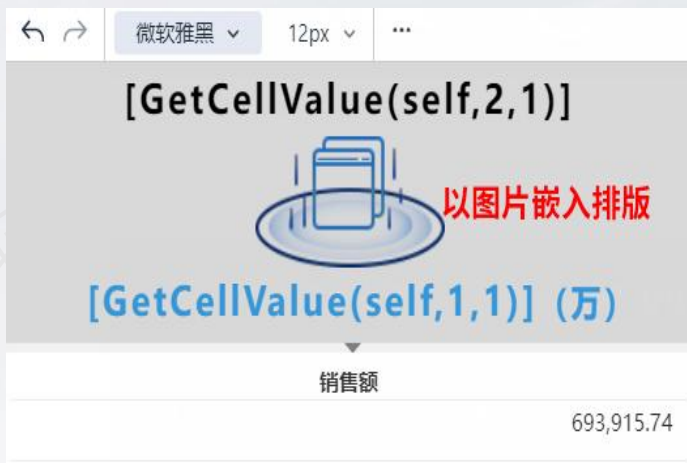 微软雅黑 12px ...
[GetCellValue(self,2,1)]
以图片嵌入排版
[GetCellValue(self,1,1)]（万）
销售额
693,915.74